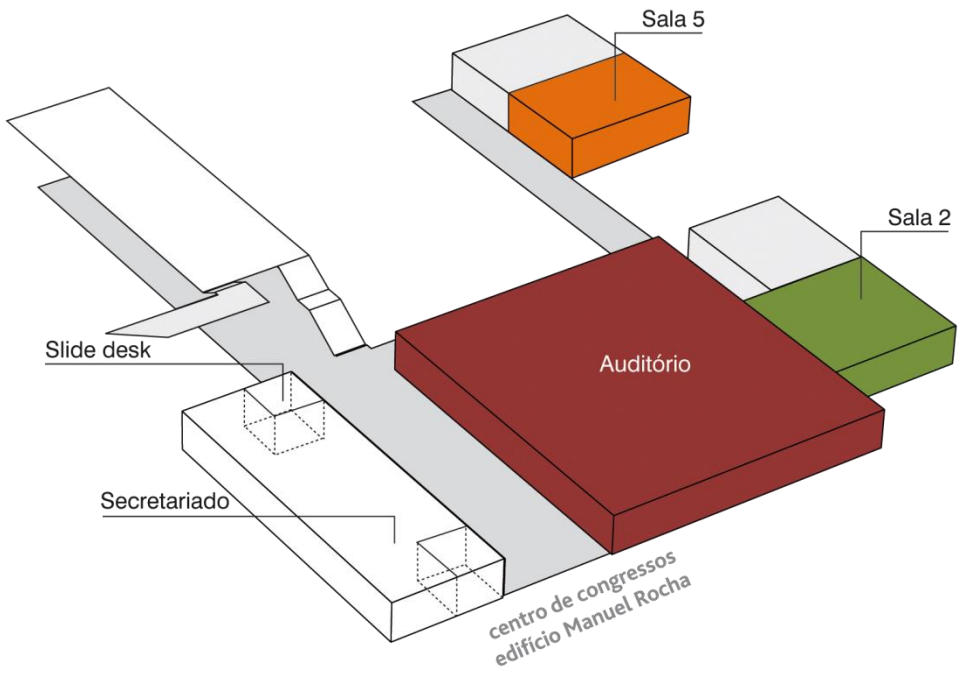 Sala 5
Sala 2
Slide desk
Auditório
Secretariado
centro de congressos
edifício Manuel Rocha